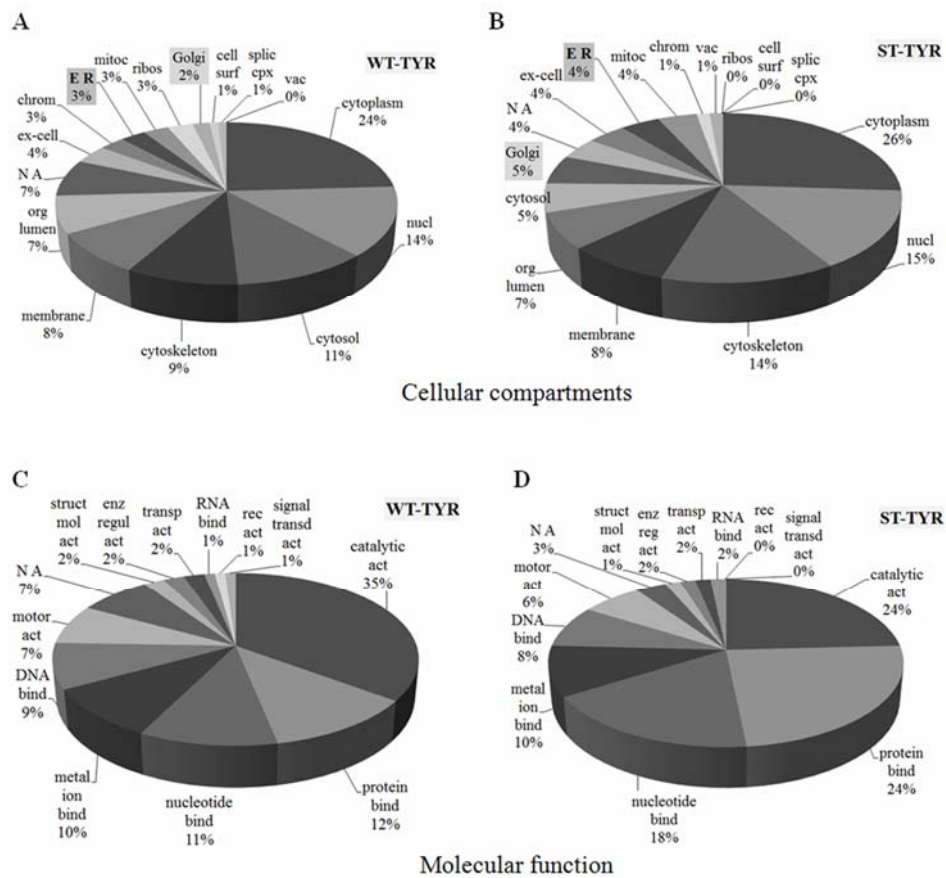 A
WT-TYR
cytoplasm
24%
nucl
14%
cytosol
11%
cytoskeleton
9%
membrane
8%
org
lumen
7%
N A
7%
ex-cell
4%
chrom
3%
E R
3%
mitoc
3%
ribos
3%
Golgi
2%
cell
surf
1%
splic
cpx
1%
vac
0%
B
ST-TYR
cytoplasm
26%
nucl
15%
cytoskeleton
14%
membrane
8%
org
lumen
7%
cytosol
5%
Golgi
5%
N A
4%
ex-cell
4%
E R
4%
mitoc
4%
chrom
1%
vac
1%
ribos
0%
cell
surf
0%
splic
cpx
0%
Cellular compartments
C
WT-TYR
catalytic
act
35%
protein
bind
12%
nucleotide
bind
11%
metal
ion
bind
10%
DNA
bind
9%
motor
act
7%
N A
7%
struct
mol
act
2%
enz
regul
act
2%
transp
act
2%
RNA
bind
1%
rec
act
1%
signal
transd
act
1%
D
ST-TYR
catalytic
act
24%
protein
bind
24%
nucleotide
bind
18%
metal
ion
bind
10%
DNA
bind
8%
motor
act
6%
N A
3%
struct
mol
act
1%
enz
reg
act
2%
transp
act
2%
RNA
bind
2%
rec
act
0%
signal
transd
act
0%
Molecular function